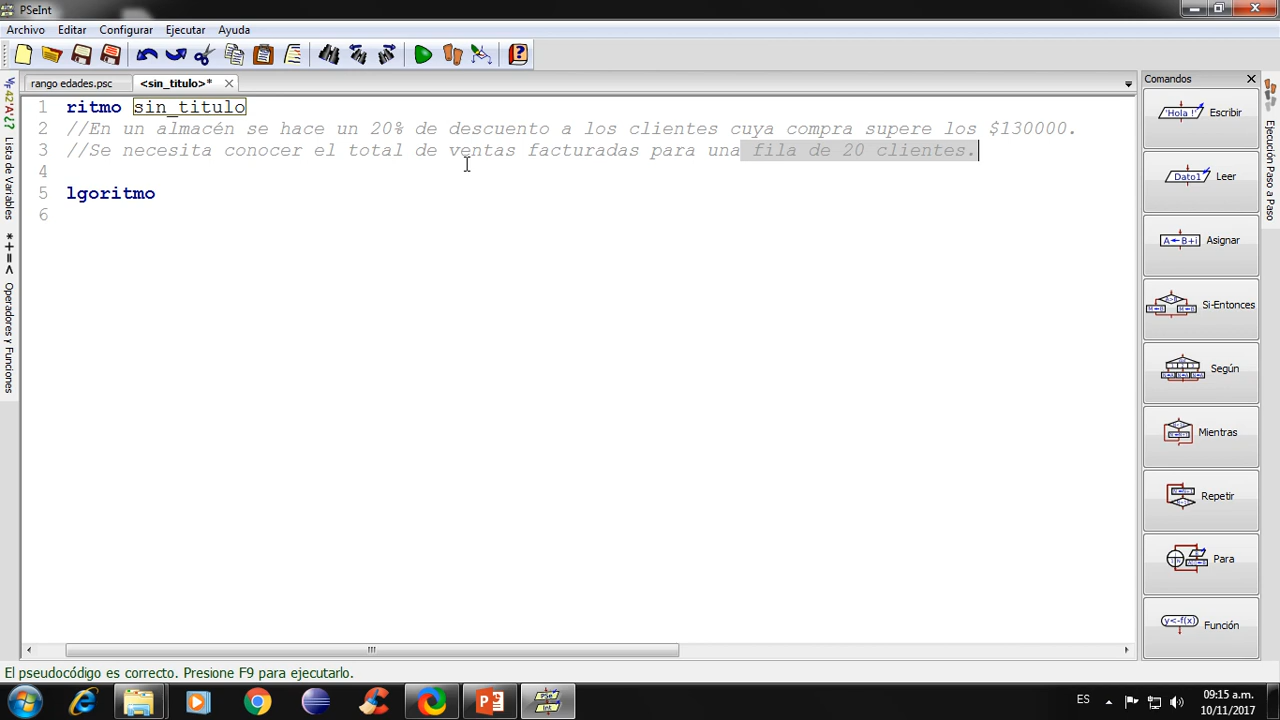 PSeInt
Archivo Editar Configurar Ejecutar Ayuda
rango edades.psc <sin_titulo>*
Comandos
1 ritmo sin_titulo
2 //En un almacén se hace un 20% de descuento a los clientes cuya compra supere los $130000.
3 //Se necesita conocer el total de ventas facturadas para una fila de 20 clientes.
4
5 lgoritmo
6
Lista de Variables
*+=< Operadores y Funciones
'Hola !' Escribir
Dato1 Leer
A←B+i Asignar
Si-Entonces
Según
Mientras
Repetir
Para
y<-f(x) Función
Ejecución Paso a Paso
El pseudocódigo es correcto. Presione F9 para ejecutarlo.
ES
09:15 a.m.
10/11/2017